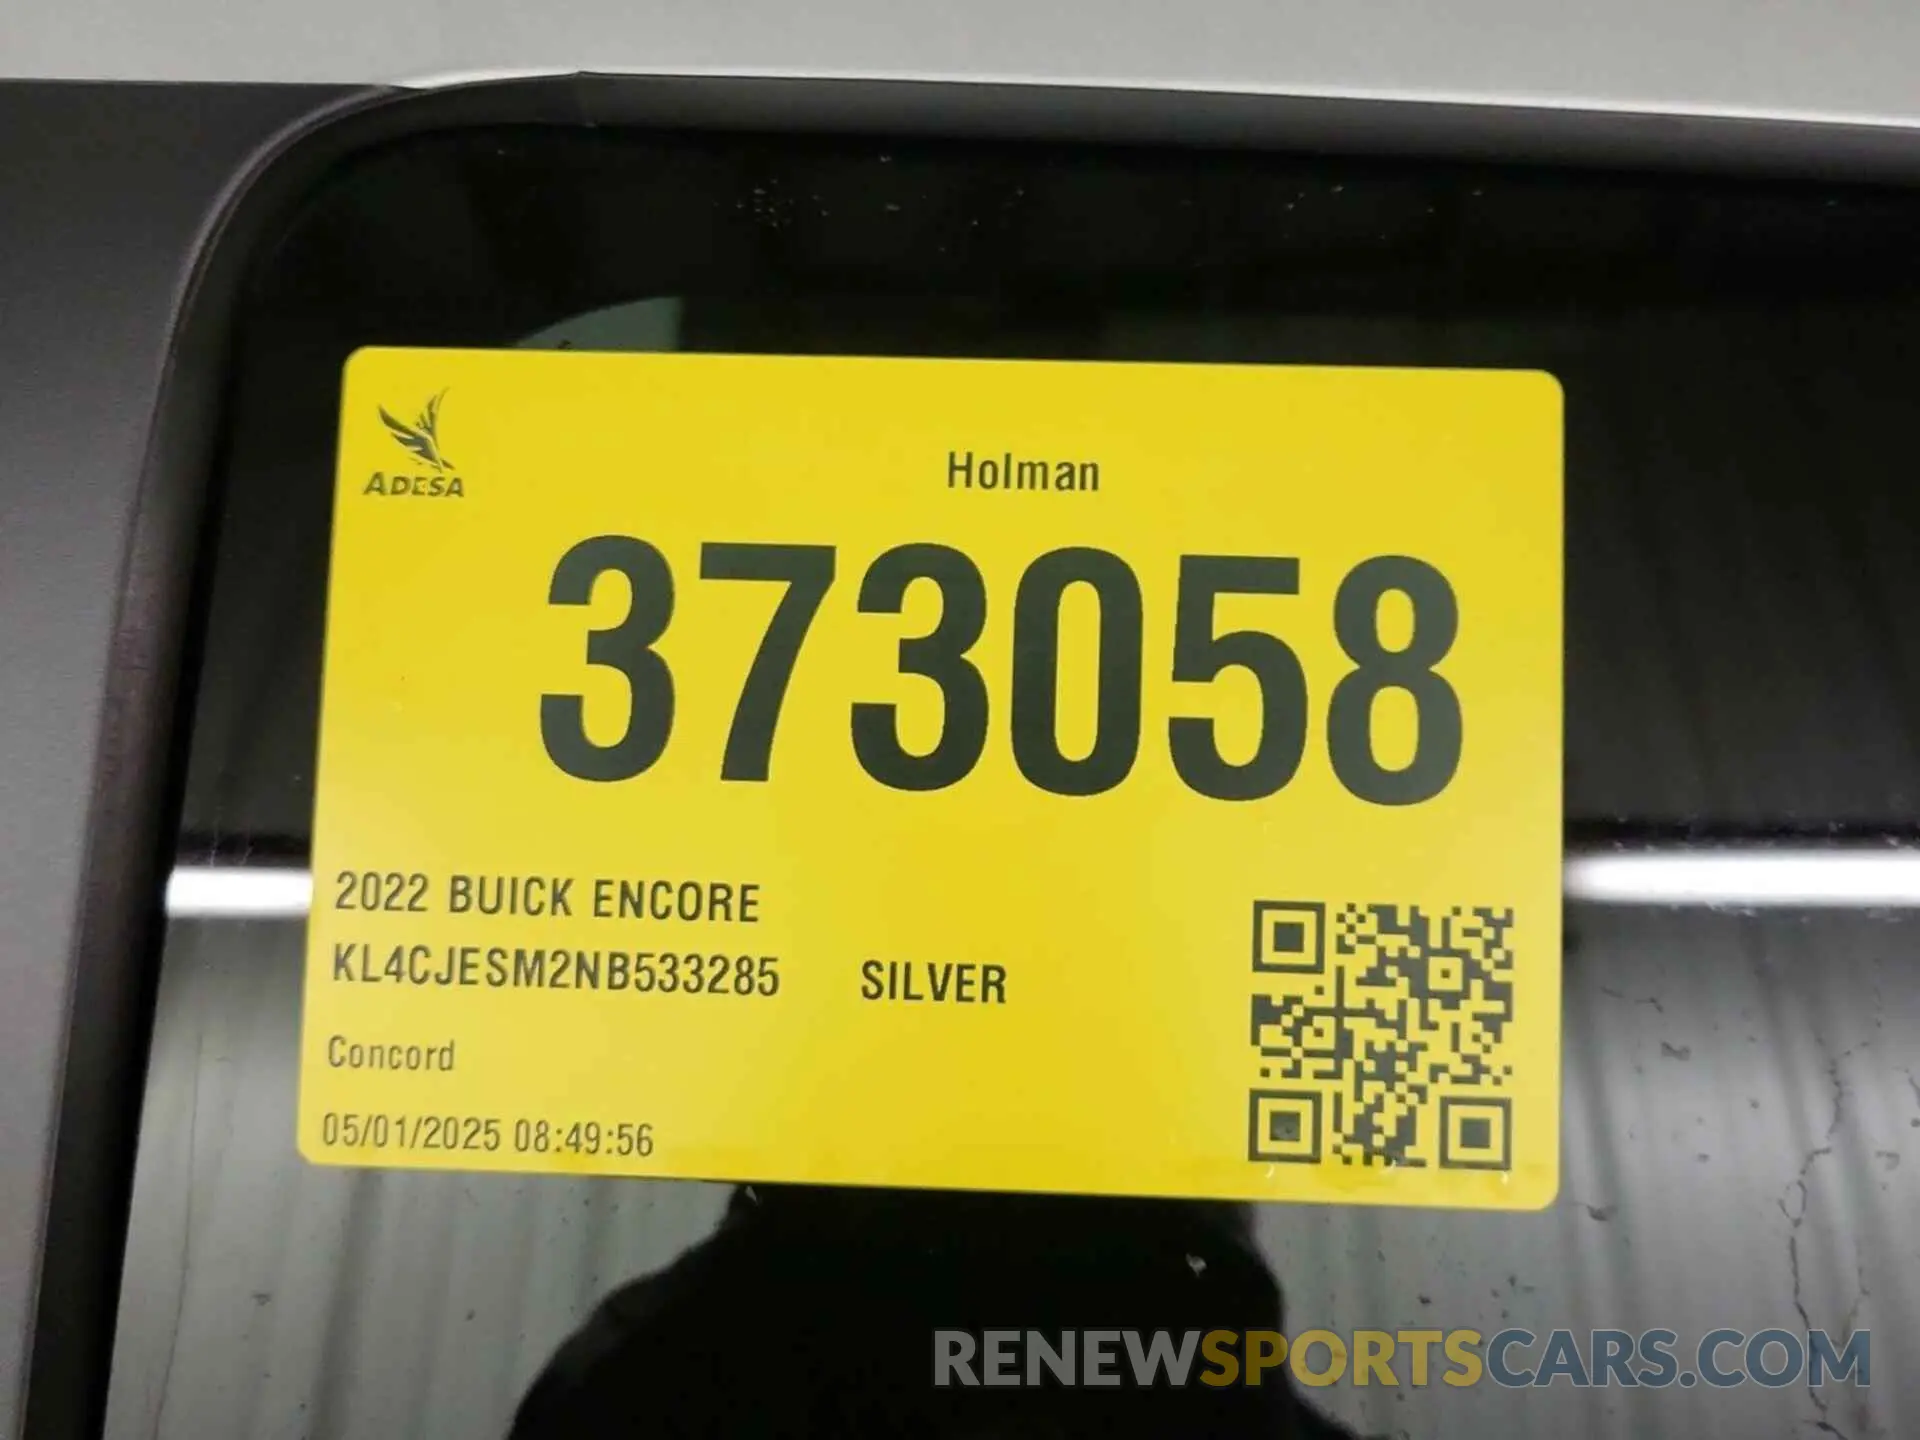 ADESA
Holman
373058
2022 BUICK ENCORE
KL4CJESM2NB533285 SILVER
Concord
05/01/2025 08:49:56
RENEWSPORTSCARS.COM